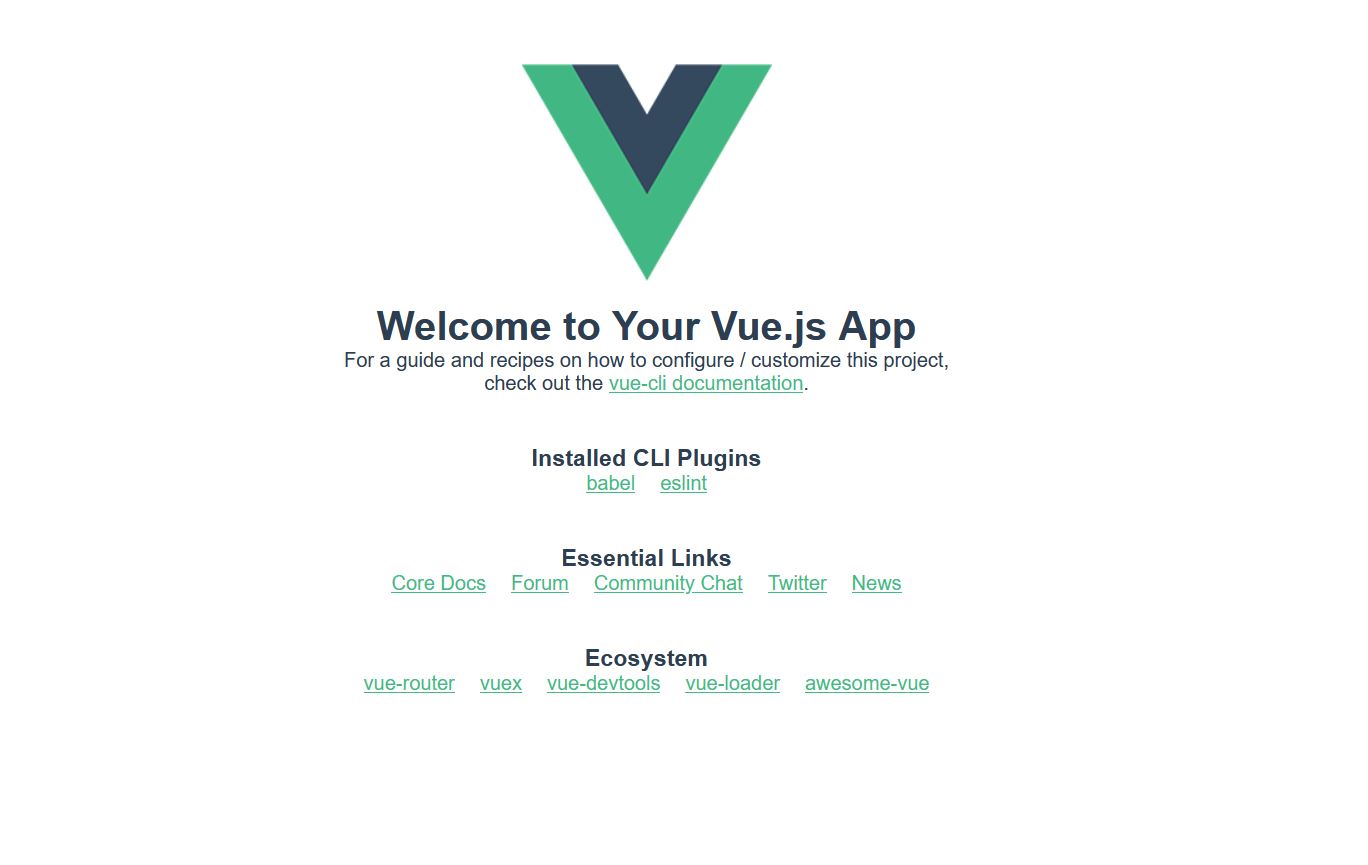 Welcome to Your Vue.js App
For a guide and recipes on how to configure / customize this project,
check out the vue-cli documentation.
Installed CLI Plugins
babel eslint
Essential Links
Core Docs Forum Community Chat Twitter News
Ecosystem
vue-router vuex vue-devtools vue-loader awesome-vue